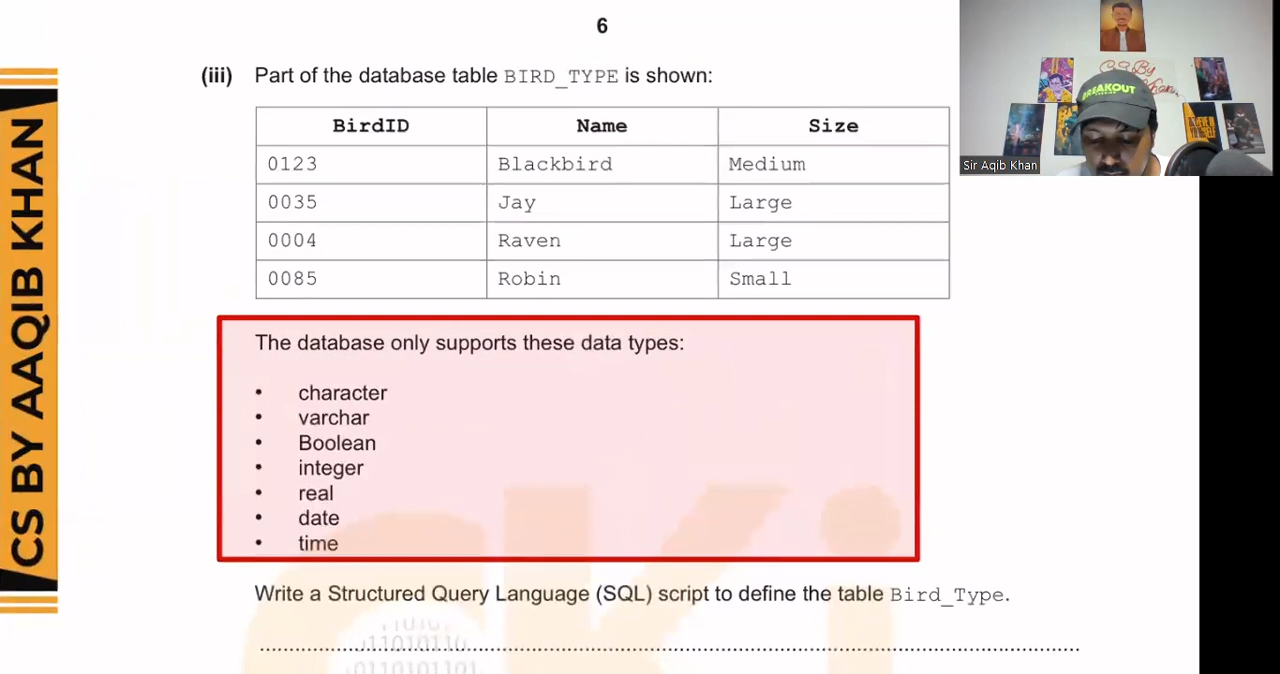 6
(iii) Part of the database table BIRD_TYPE is shown:
BirdID Name Size
0123 Blackbird Medium
0035 Jay Large
0004 Raven Large
0085 Robin Small
The database only supports these data types:
• character
• varchar
• Boolean
• integer
• real
• date
• time
Write a Structured Query Language (SQL) script to define the table Bird_Type.
CS BY AAQIB KHAN
BREAKOUT
Sir Aqib Khan